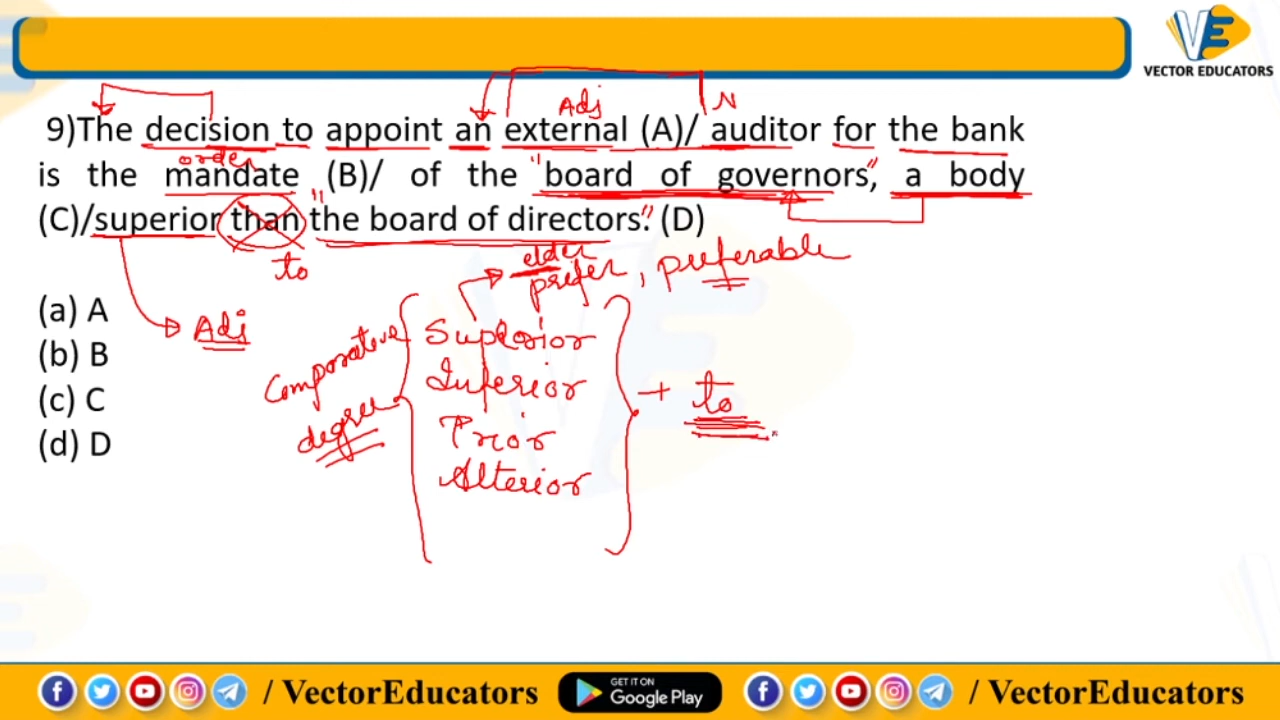 VE
VECTOR EDUCATORS
Adj N
9)The decision to appoint an external (A)/ auditor for the bank
order
is the mandate (B)/ of the "board of governors", a body
(C)/superior than "the board of directors". (D)
to
elder
prefer, preferable
(a) A
Adj
(b) B
(c) C
(d) D
Comparative
degree
Superior
Inferior
Prior
Alterior
+ to
/ VectorEducators
GET IT ON
Google Play
/ VectorEducators